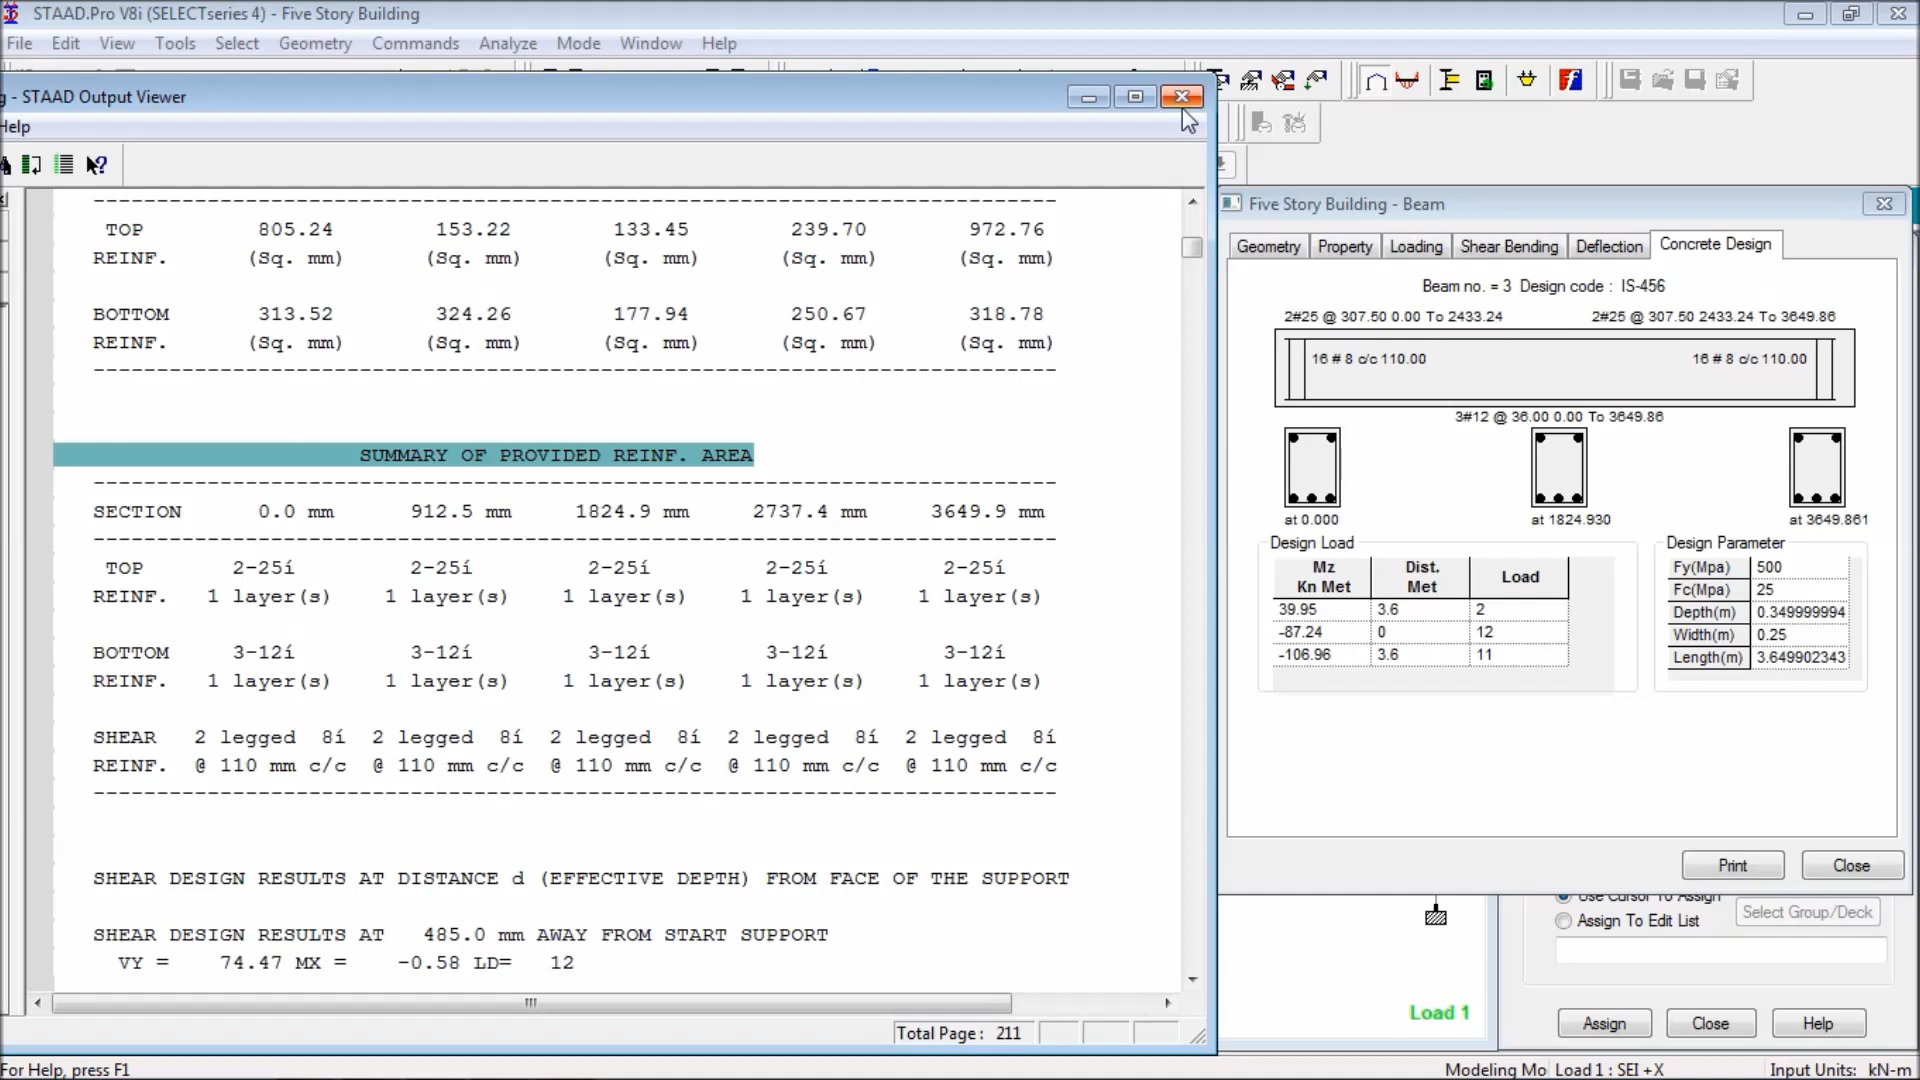 STAAD.Pro V8i (SELECTseries 4) - Five Story Building
File Edit View Tools Select Geometry Commands Analyze Mode Window Help
g - STAAD Output Viewer
Help
TOP 805.24 153.22 133.45 239.70 972.76
REINF. (Sq. mm) (Sq. mm) (Sq. mm) (Sq. mm) (Sq. mm)
BOTTOM 313.52 324.26 177.94 250.67 318.78
REINF. (Sq. mm) (Sq. mm) (Sq. mm) (Sq. mm) (Sq. mm)
SUMMARY OF PROVIDED REINF. AREA
SECTION 0.0 mm 912.5 mm 1824.9 mm 2737.4 mm 3649.9 mm
TOP 2-25í 2-25í 2-25í 2-25í 2-25í
REINF. 1 layer(s) 1 layer(s) 1 layer(s) 1 layer(s) 1 layer(s)
BOTTOM 3-12í 3-12í 3-12í 3-12í 3-12í
REINF. 1 layer(s) 1 layer(s) 1 layer(s) 1 layer(s) 1 layer(s)
SHEAR 2 legged 8í 2 legged 8í 2 legged 8í 2 legged 8í 2 legged 8í
REINF. @ 110 mm c/c @ 110 mm c/c @ 110 mm c/c @ 110 mm c/c @ 110 mm c/c
SHEAR DESIGN RESULTS AT DISTANCE d (EFFECTIVE DEPTH) FROM FACE OF THE SUPPORT
SHEAR DESIGN RESULTS AT 485.0 mm AWAY FROM START SUPPORT
VY = 74.47 MX = -0.58 LD= 12
Total Page : 211
Five Story Building - Beam
Geometry Property Loading Shear Bending Deflection Concrete Design
Beam no. = 3 Design code : IS-456
2#25 @ 307.50 0.00 To 2433.24 2#25 @ 307.50 2433.24 To 3649.86
16 # 8 c/c 110.00 16 # 8 c/c 110.00
3#12 @ 36.00 0.00 To 3649.86
at 0.000 at 1824.930 at 3649.861
Design Load
Mz Dist. Load
Kn Met Met
39.95 3.6 2
-87.24 0 12
-106.96 3.6 11
Design Parameter
Fy(Mpa) 500
Fc(Mpa) 25
Depth(m) 0.349999994
Width(m) 0.25
Length(m) 3.649902343
Print Close
Use Cursor To Assign
Assign To Edit List
Select Group/Deck
Load 1
Assign Close Help
For Help, press F1
Modeling Mo Load 1 : SEI +X Input Units: kN-m